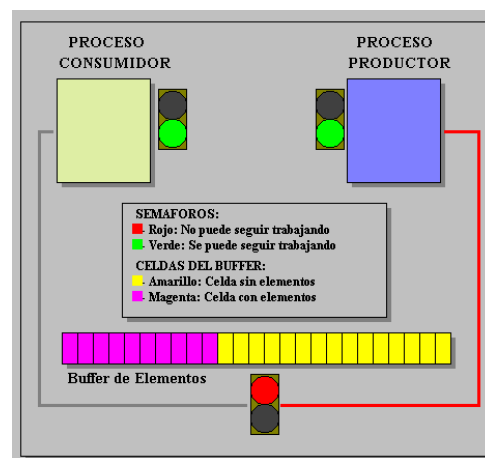 PROCESO
CONSUMIDOR
PROCESO
PRODUCTOR
SEMAFOROS:
- Rojo: No puede seguir trabajando
- Verde: Se puede seguir trabajando
CELDAS DEL BUFFER:
- Amarillo: Celda sin elementos
- Magenta: Celda con elementos
Buffer de Elementos